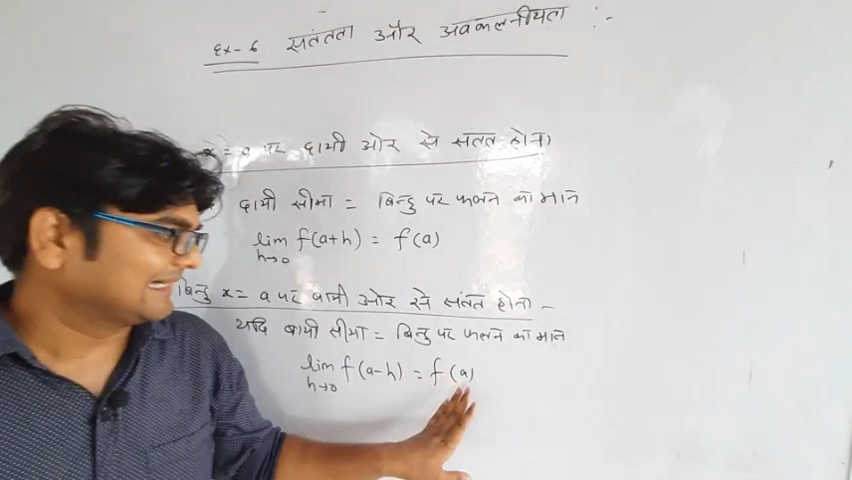 Ex-6 सततता और अवकलनीयता :-
x = a पर दायी ओर से सतत होना
दायी सीमा = बिन्दु पर फलन का मान
lim f(a+h) = f(a)
h→0
बिन्दु x = a पर बायी ओर से सतत होना -
यदि बायी सीमा = बिन्दु पर फलन का मान
lim f(a-h) = f(a)
h→0